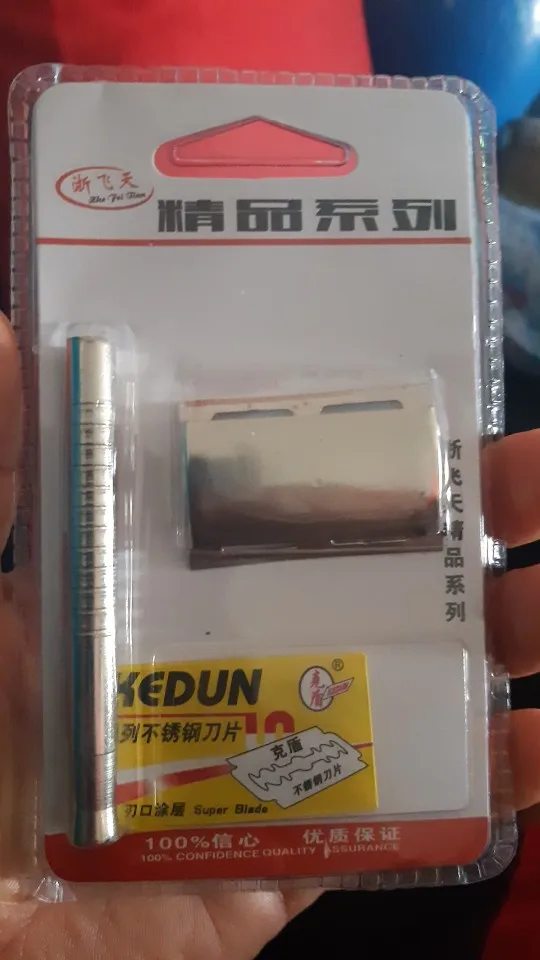 浙飞天
Zhe Fei Tian
精品系列
浙飞天精品系列
KEDUN
®
克盾
列不锈钢刀片
10
克盾
不锈钢刀片
刃口涂层 Super Blade
100%信心 优质保证
100% CONFIDENCE QUALITY ASSURANCE